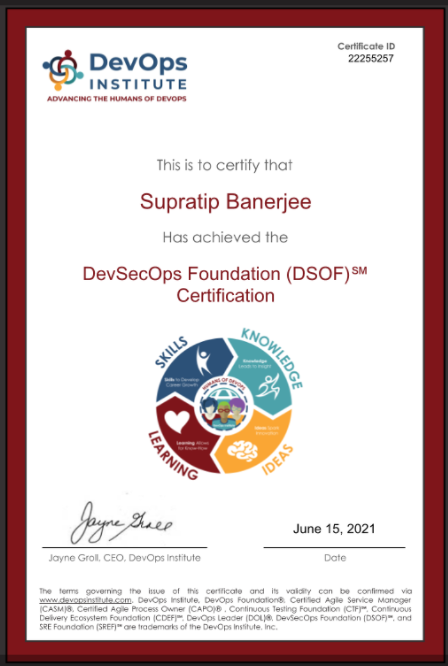 DevOps
INSTITUTE
ADVANCING THE HUMANS OF DEVOPS
Certificate ID
22255257
This is to certify that
Supratip Banerjee
Has achieved the
DevSecOps Foundation (DSOF)℠
Certification
SKILLS
KNOWLEDGE
Skills to Develop
Career Growth
Knowledge
Leads to Insight
HUMANS OF DEVOPS
Learning Allows
for Know-How
Ideas
LEARNING
IDEAS
June 15, 2021
Jayne Groll, CEO, DevOps Institute
Date
The terms governing the issue of this certificate and its validity can be confirmed via
www.devopsinstitute.com. DevOps Institute, DevOps Foundation®, Certified Agile Service Manager
(CASM)®, Certified Agile Process Owner (CAPO)® , Continuous Testing Foundation (CTF)℠, Continuous
Delivery Ecosystem Foundation (CDEF)℠, DevOps Leader (DOL)®, DevSecOps Foundation (DSOF)℠, and
SRE Foundation (SREF)℠ are trademarks of the DevOps Institute, Inc.